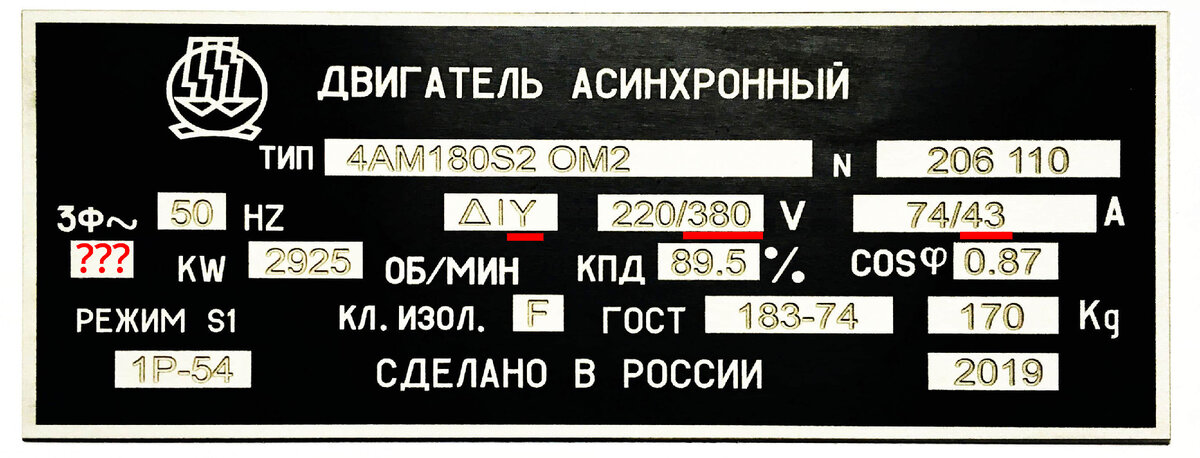 ДВИГАТЕЛЬ АСИНХРОННЫЙ
ТИП 4АМ180S2 ОМ2 N 206 110
3Ф~ 50 HZ Δ|Y 220/380 V 74/43 A
??? KW 2925 ОБ/МИН КПД 89.5 % COSφ 0.87
РЕЖИМ S1 КЛ. ИЗОЛ. F ГОСТ 183-74 170 Kg
1P-54 СДЕЛАНО В РОССИИ 2019